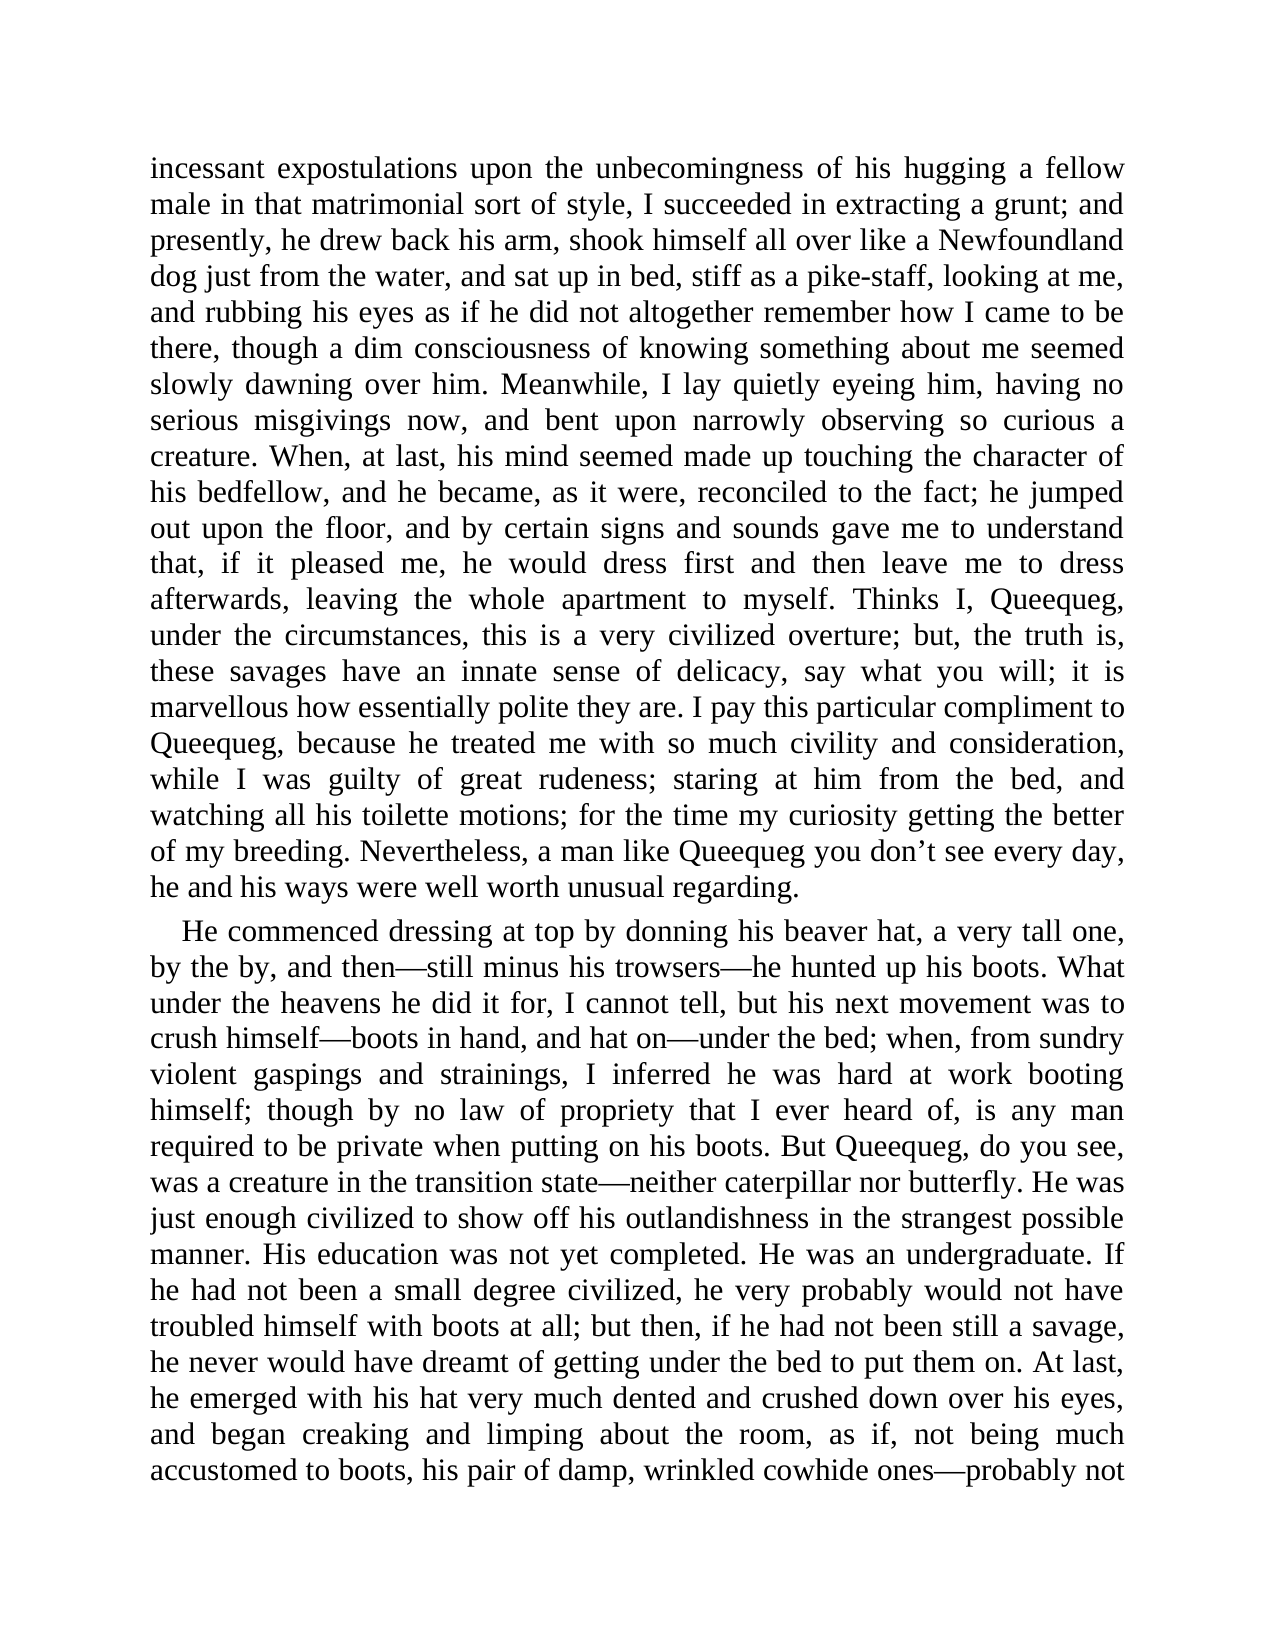 incessant expostulations upon the unbecomingness of his hugging a fellow
male in that matrimonial sort of style, I succeeded in extracting a grunt; and
presently, he drew back his arm, shook himself all over like a Newfoundland
dog just from the water, and sat up in bed, stiff as a pike-staff, looking at me,
and rubbing his eyes as if he did not altogether remember how I came to be
there, though a dim consciousness of knowing something about me seemed
slowly dawning over him. Meanwhile, I lay quietly eyeing him, having no
serious misgivings now, and bent upon narrowly observing so curious a
creature. When, at last, his mind seemed made up touching the character of
his bedfellow, and he became, as it were, reconciled to the fact; he jumped
out upon the floor, and by certain signs and sounds gave me to understand
that, if it pleased me, he would dress first and then leave me to dress
afterwards, leaving the whole apartment to myself. Thinks I, Queequeg,
under the circumstances, this is a very civilized overture; but, the truth is,
these savages have an innate sense of delicacy, say what you will; it is
marvellous how essentially polite they are. I pay this particular compliment to
Queequeg, because he treated me with so much civility and consideration,
while I was guilty of great rudeness; staring at him from the bed, and
watching all his toilette motions; for the time my curiosity getting the better
of my breeding. Nevertheless, a man like Queequeg you don’t see every day,
he and his ways were well worth unusual regarding.
He commenced dressing at top by donning his beaver hat, a very tall one,
by the by, and then—still minus his trowsers—he hunted up his boots. What
under the heavens he did it for, I cannot tell, but his next movement was to
crush himself—boots in hand, and hat on—under the bed; when, from sundry
violent gaspings and strainings, I inferred he was hard at work booting
himself; though by no law of propriety that I ever heard of, is any man
required to be private when putting on his boots. But Queequeg, do you see,
was a creature in the transition state—neither caterpillar nor butterfly. He was
just enough civilized to show off his outlandishness in the strangest possible
manner. His education was not yet completed. He was an undergraduate. If
he had not been a small degree civilized, he very probably would not have
troubled himself with boots at all; but then, if he had not been still a savage,
he never would have dreamt of getting under the bed to put them on. At last,
he emerged with his hat very much dented and crushed down over his eyes,
and began creaking and limping about the room, as if, not being much
accustomed to boots, his pair of damp, wrinkled cowhide ones—probably not